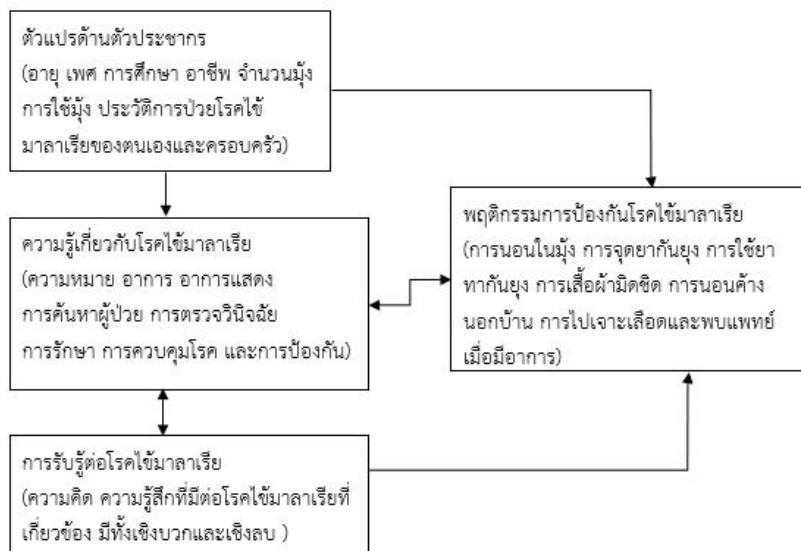 ตัวแปรด้านตัวประชากร
(อายุ เพศ การศึกษา อาชีพ จำนวนมุ้ง
การใช้มุ้ง ประวัติการป่วยโรคไข้
มาลาเรียของตนเองและครอบครัว)
ความรู้เกี่ยวกับโรคไข้มาลาเรีย
(ความหมาย อาการ อาการแสดง
การค้นหาผู้ป่วย การตรวจวินิจฉัย
การรักษา การควบคุมโรค และการป้องกัน)
การรับรู้ต่อโรคไข้มาลาเรีย
(ความคิด ความรู้สึกที่มีต่อโรคไข้มาลาเรียที่
เกี่ยวข้อง มีทั้งเชิงบวกและเชิงลบ )
พฤติกรรมการป้องกันโรคไข้มาลาเรีย
(การนอนในมุ้ง การจุดยากันยุง การใช้ยา
ทากันยุง การเสื้อผ้ามิดชิด การนอนค้าง
นอกบ้าน การไปเจาะเลือดและพบแพทย์
เมื่อมีอาการ)